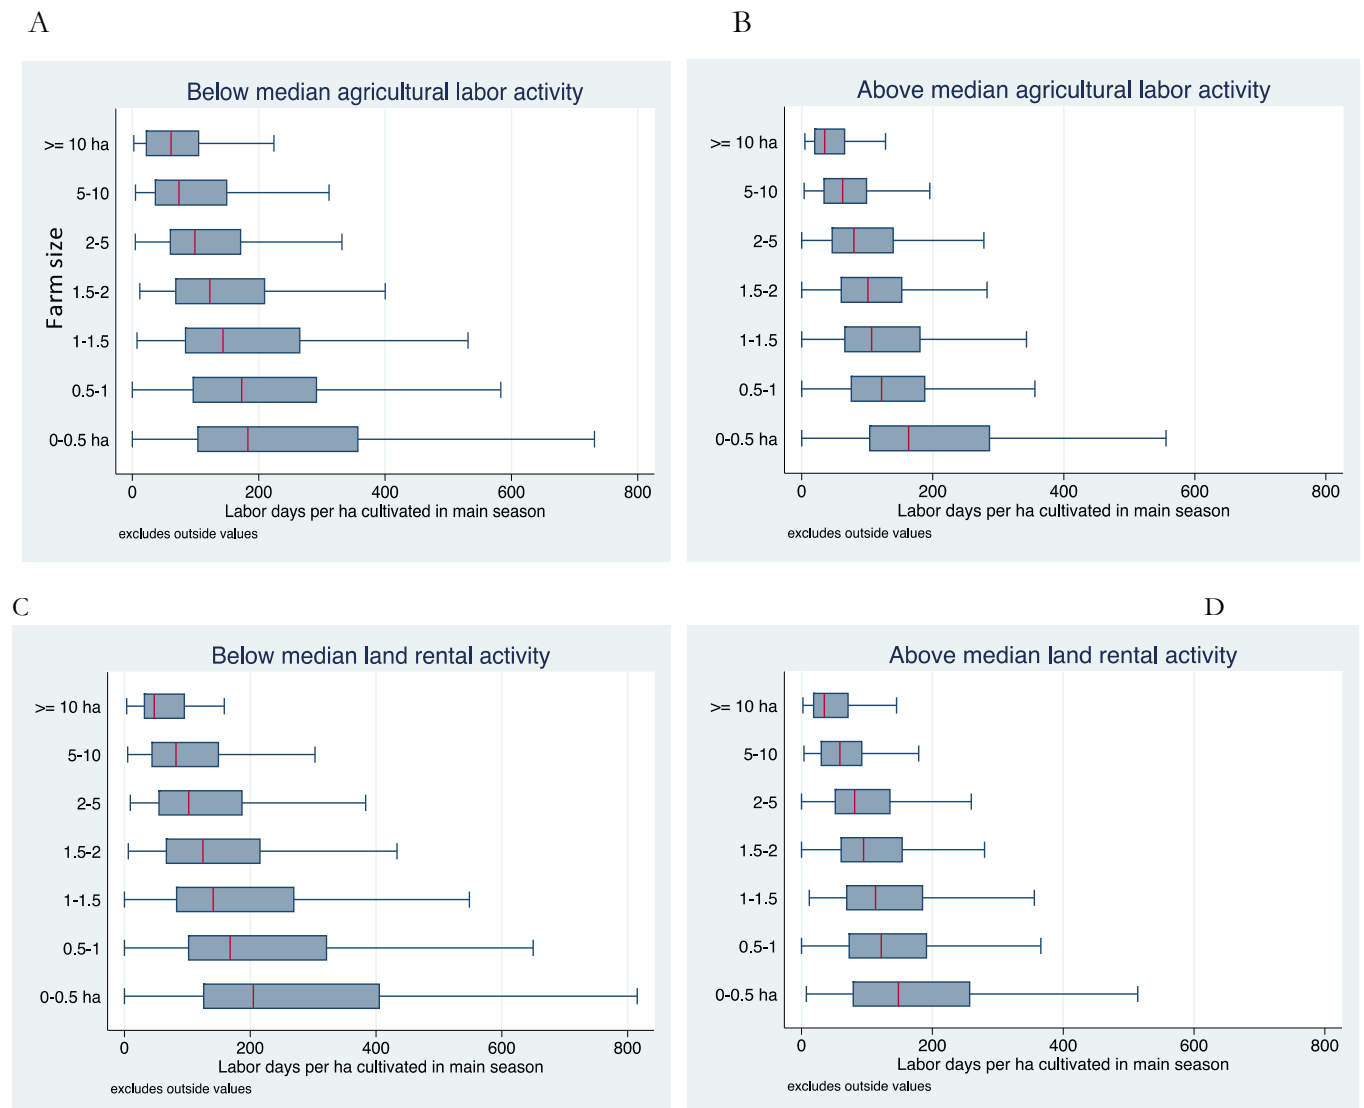 A
B
Below median agricultural labor activity
Farm size
>= 10 ha
5-10
2-5
1.5-2
1-1.5
0.5-1
0-0.5 ha
0 200 400 600 800
Labor days per ha cultivated in main season
excludes outside values
Above median agricultural labor activity
>= 10 ha
5-10
2-5
1.5-2
1-1.5
0.5-1
0-0.5 ha
0 200 400 600 800
Labor days per ha cultivated in main season
excludes outside values
C
D
Below median land rental activity
>= 10 ha
5-10
2-5
1.5-2
1-1.5
0.5-1
0-0.5 ha
0 200 400 600 800
Labor days per ha cultivated in main season
excludes outside values
Above median land rental activity
>= 10 ha
5-10
2-5
1.5-2
1-1.5
0.5-1
0-0.5 ha
0 200 400 600 800
Labor days per ha cultivated in main season
excludes outside values